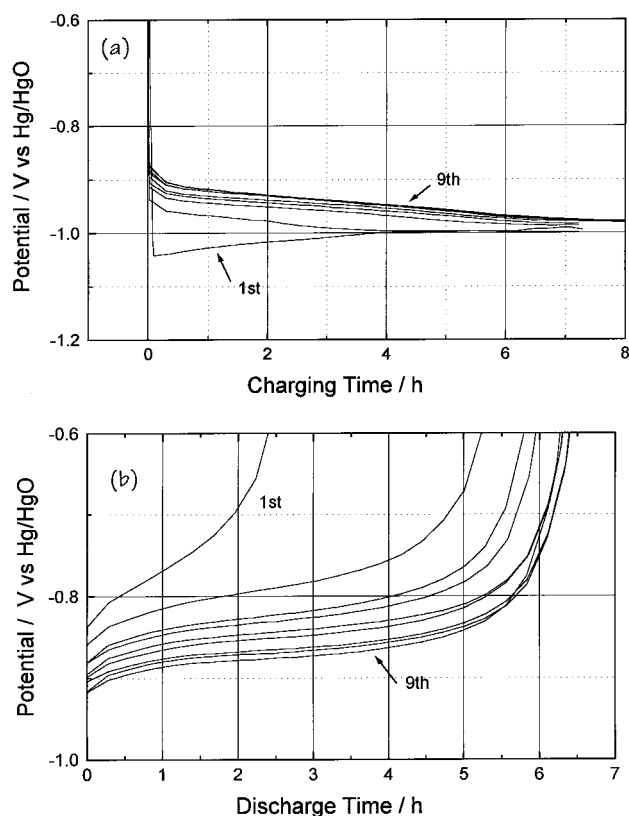 (a)
Potential / V vs Hg/HgO
-0.6
-0.8
-1.0
-1.2
9th
1st
0 2 4 6 8
Charging Time / h
(b)
Potential / V vs Hg/HgO
-0.6
-0.8
-1.0
1st
9th
0 1 2 3 4 5 6 7
Discharge Time / h